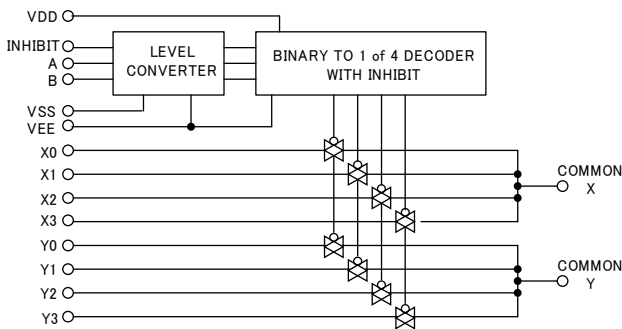 VDD
INHIBIT
A
B
LEVEL
CONVERTER
BINARY TO 1 of 4 DECODER
WITH INHIBIT
VSS
VEE
X0
X1
X2
X3
COMMON
X
Y0
Y1
Y2
Y3
COMMON
Y